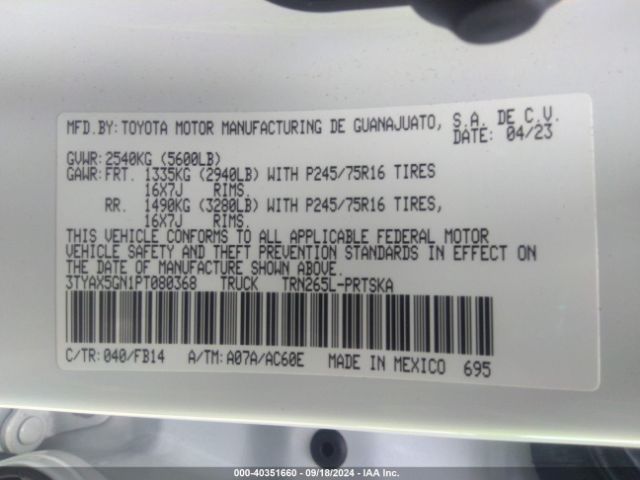 MFD.BY:TOYOTA MOTOR MANUFACTURING DE GUANAJUATO, S.A. DE C.V.
DATE: 04/23
GVWR:2540KG (5600LB)
GAWR:FRT. 1335KG (2940LB) WITH P245/75R16 TIRES
16X7J RIMS.
RR. 1490KG (3280LB) WITH P245/75R16 TIRES,
16X7J RIMS.
THIS VEHICLE CONFORMS TO ALL APPLICABLE FEDERAL MOTOR
VEHICLE SAFETY AND THEFT PREVENTION STANDARDS IN EFFECT ON
THE DATE OF MANUFACTURE SHOWN ABOVE.
3TYAX5GN1PT080368 TRUCK TRN265L-PRTSKA
C/TR:040/FB14 A/TM:A07A/AC60E MADE IN MEXICO 695
000-40351660 - 09/18/2024 - IAA Inc.